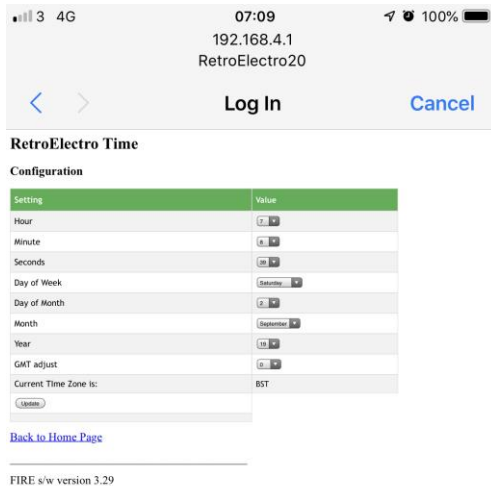 3 4G 07:09 100%
192.168.4.1
RetroElectro20
Log In Cancel
RetroElectro Time
Configuration
Setting Value
Hour 7
Minute 6
Seconds 39
Day of Week Saturday
Day of Month 2
Month September
Year 19
GMT adjust 0
Current Time Zone is: BST
Update
Back to Home Page
FIRE s/w version 3.29